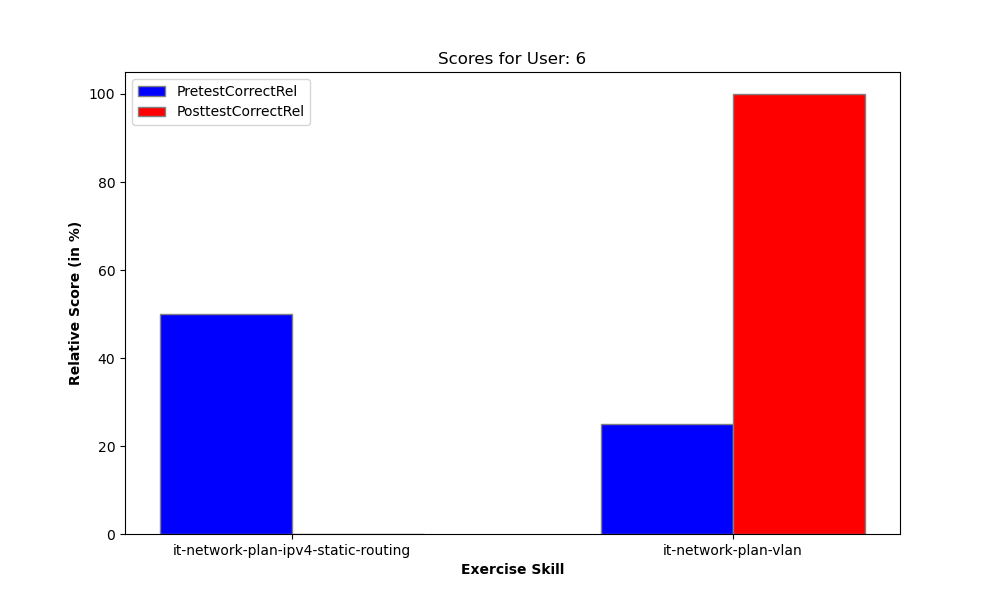 Scores for User: 6
PretestCorrectRel
PosttestCorrectRel
100
80
60
40
20
0
Relative Score (in %)
it-network-plan-ipv4-static-routing
it-network-plan-vlan
Exercise Skill